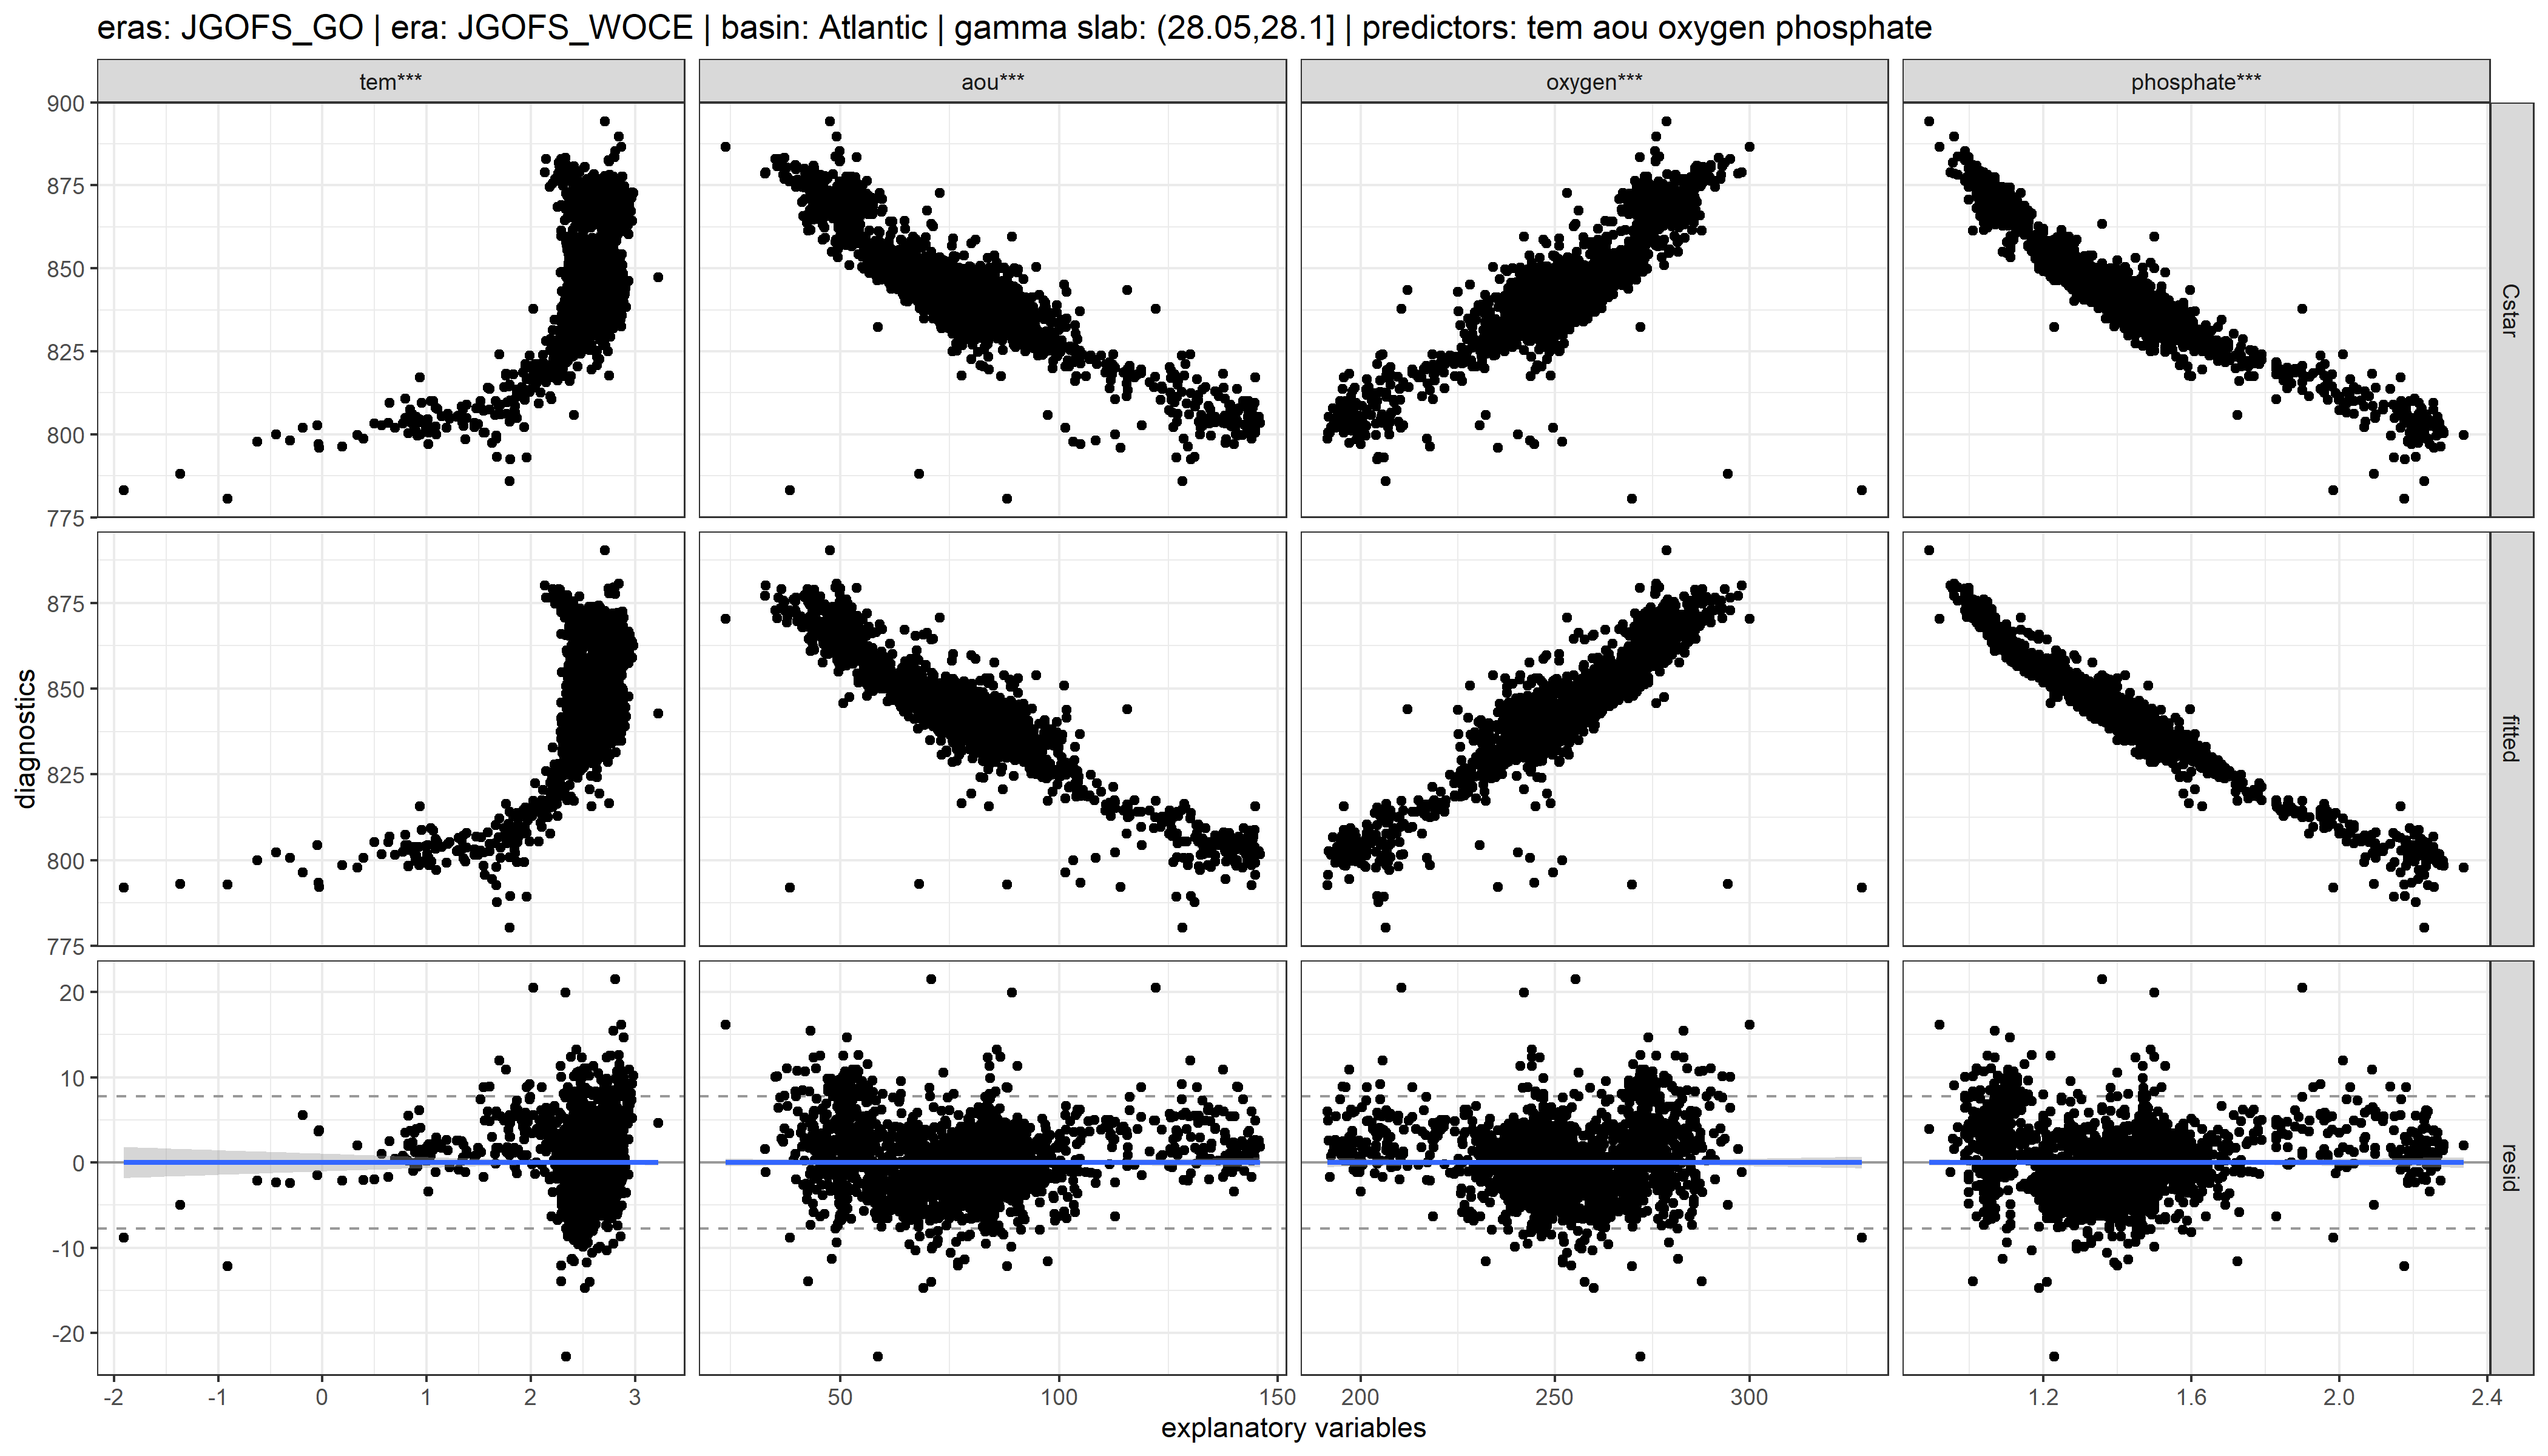 eras: JGOFS_GO | era: JGOFS_WOCE | basin: Atlantic | gamma slab: (28.05,28.1] | predictors: tem aou oxygen phosphate
tem*** aou*** oxygen*** phosphate***
900
875
850
825
800
775
Cstar
875
850
825
800
775
fitted
diagnostics
20
10
0
-10
-20
resid
-2 -1 0 1 2 3 50 100 150 200 250 300 1.2 1.6 2.0 2.4
explanatory variables